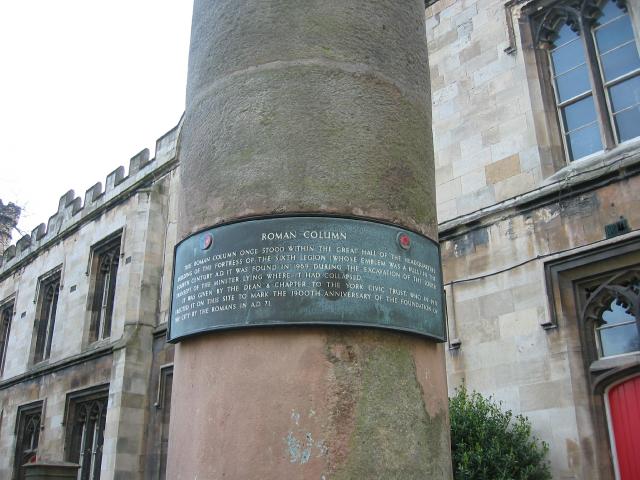 ROMAN COLUMN
THE ROMAN COLUMN ONCE STOOD WITHIN THE GREAT HALL OF THE HEADQUARTERS
BUILDING OF THE FORTRESS OF THE SIXTH LEGION (WHOSE EMBLEM WAS A BULL) IN THE
FOURTH CENTURY A.D. IT WAS FOUND IN 1969 DURING THE EXCAVATION OF THE SOUTH
TRANSEPT OF THE MINSTER LYING WHERE IT HAD COLLAPSED.
IT WAS GIVEN BY THE DEAN & CHAPTER TO THE YORK CIVIC TRUST WHO IN 1971
ERECTED IT ON THIS SITE TO MARK THE 1900TH ANNIVERSARY OF THE FOUNDATION OF
THE CITY BY THE ROMANS IN A.D. 71.